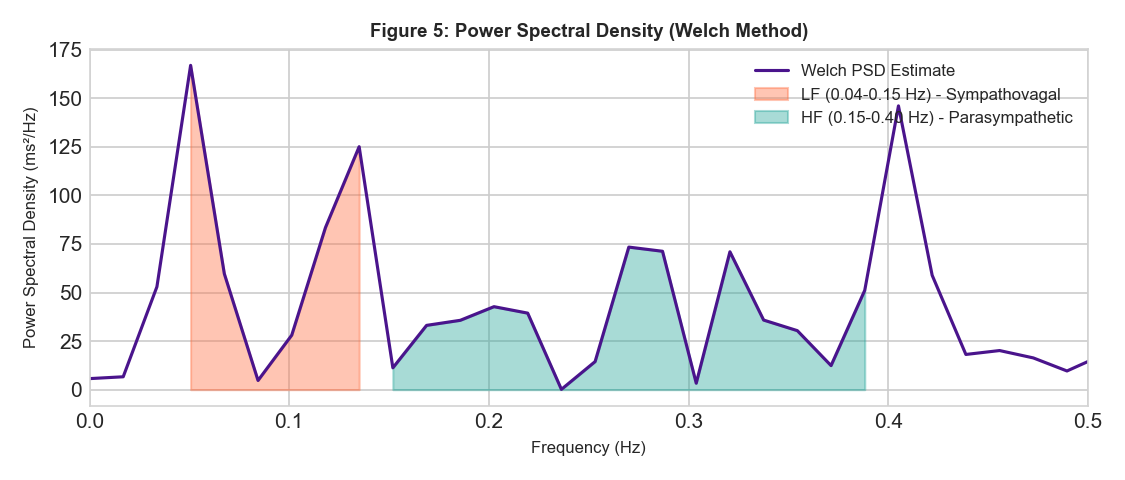 Figure 5: Power Spectral Density (Welch Method)
Power Spectral Density (ms²/Hz)
175
150
125
100
75
50
25
0
Welch PSD Estimate
LF (0.04-0.15 Hz) - Sympathovagal
HF (0.15-0.40 Hz) - Parasympathetic
0.0 0.1 0.2 0.3 0.4 0.5
Frequency (Hz)